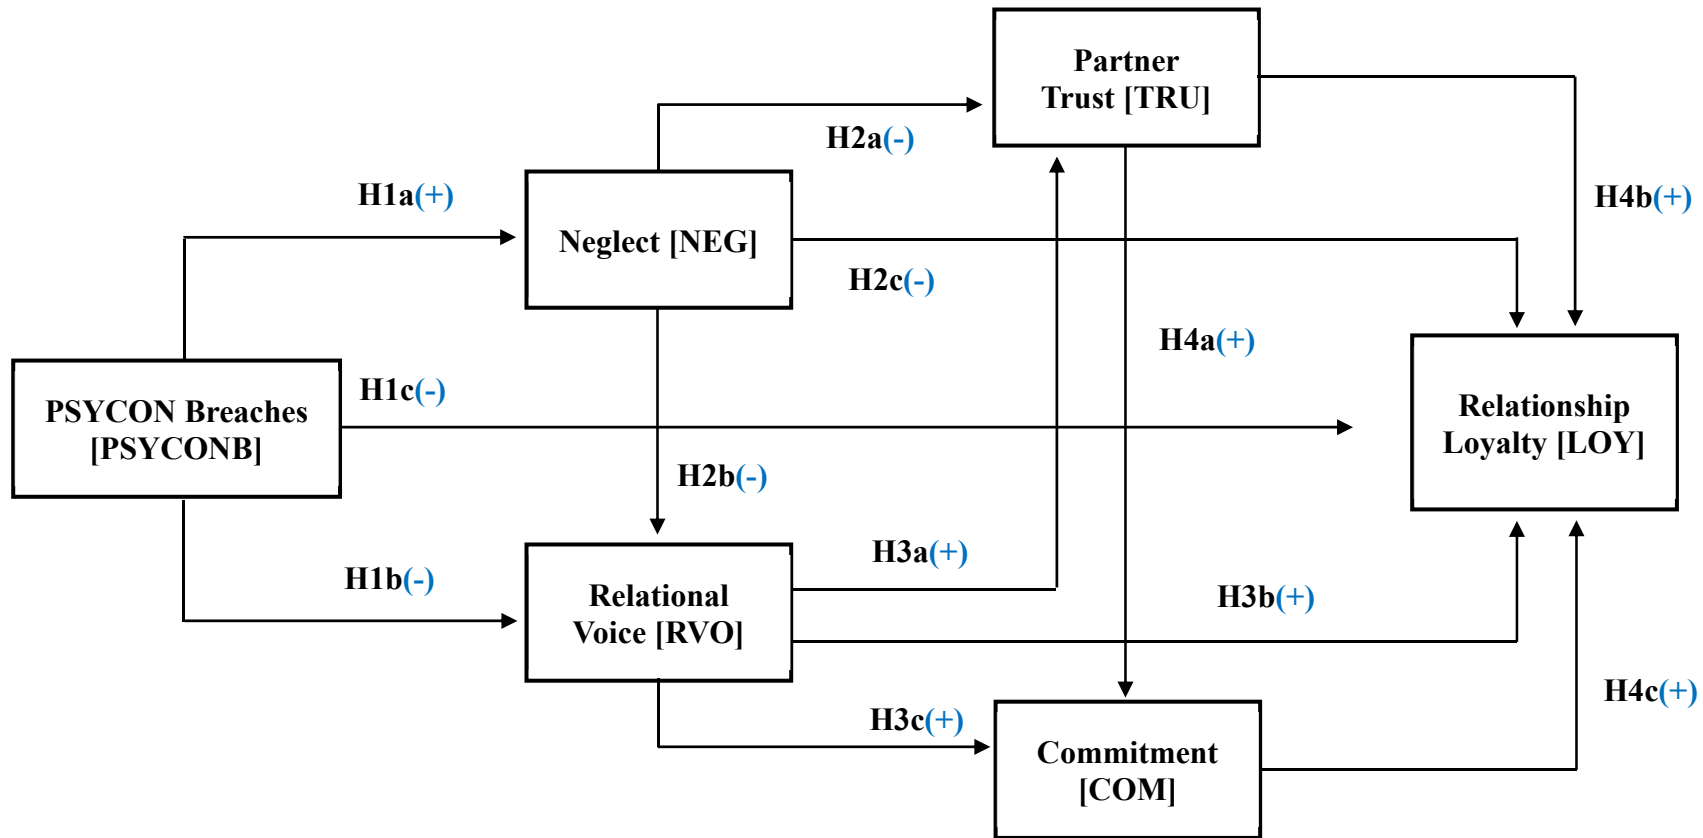 Partner
Trust [TRU]
H2a(-)
H1a(+)
H4b(+)
Neglect [NEG]
H2c(-)
H4a(+)
PSYCON Breaches
[PSYCONB]
H1c(-)
Relationship
Loyalty [LOY]
H2b(-)
H3a(+)
H1b(-)
Relational
Voice [RVO]
H3b(+)
H3c(+)
H4c(+)
Commitment
[COM]